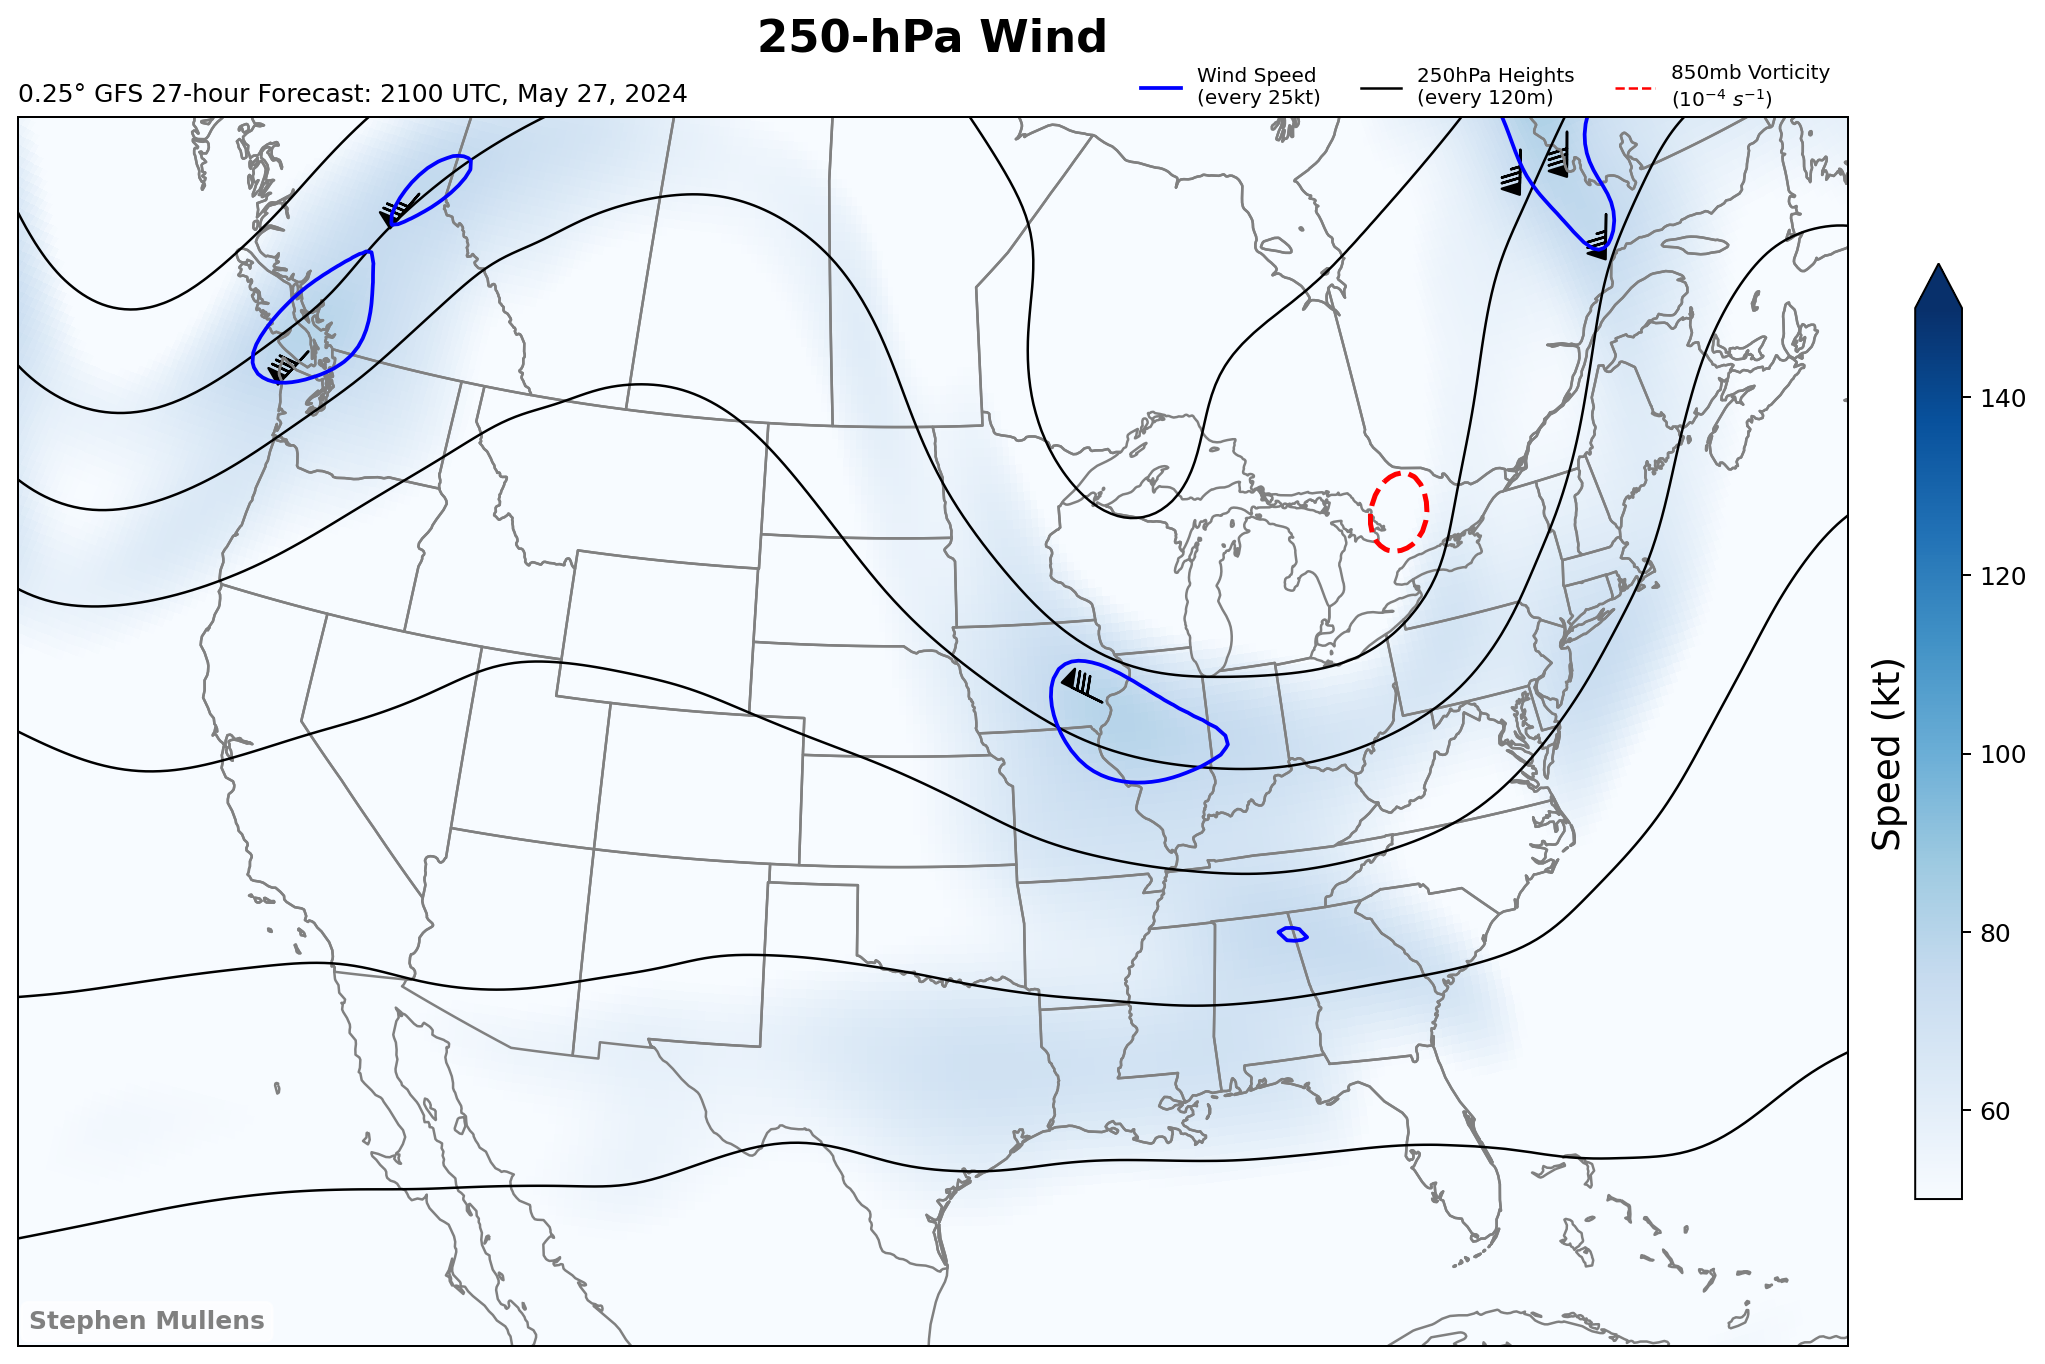 250-hPa Wind
0.25° GFS 27-hour Forecast: 2100 UTC, May 27, 2024
Wind Speed
(every 25kt)
250hPa Heights
(every 120m)
850mb Vorticity
(10⁻⁴ s⁻¹)
140
120
100
80
60
Speed (kt)
Stephen Mullens